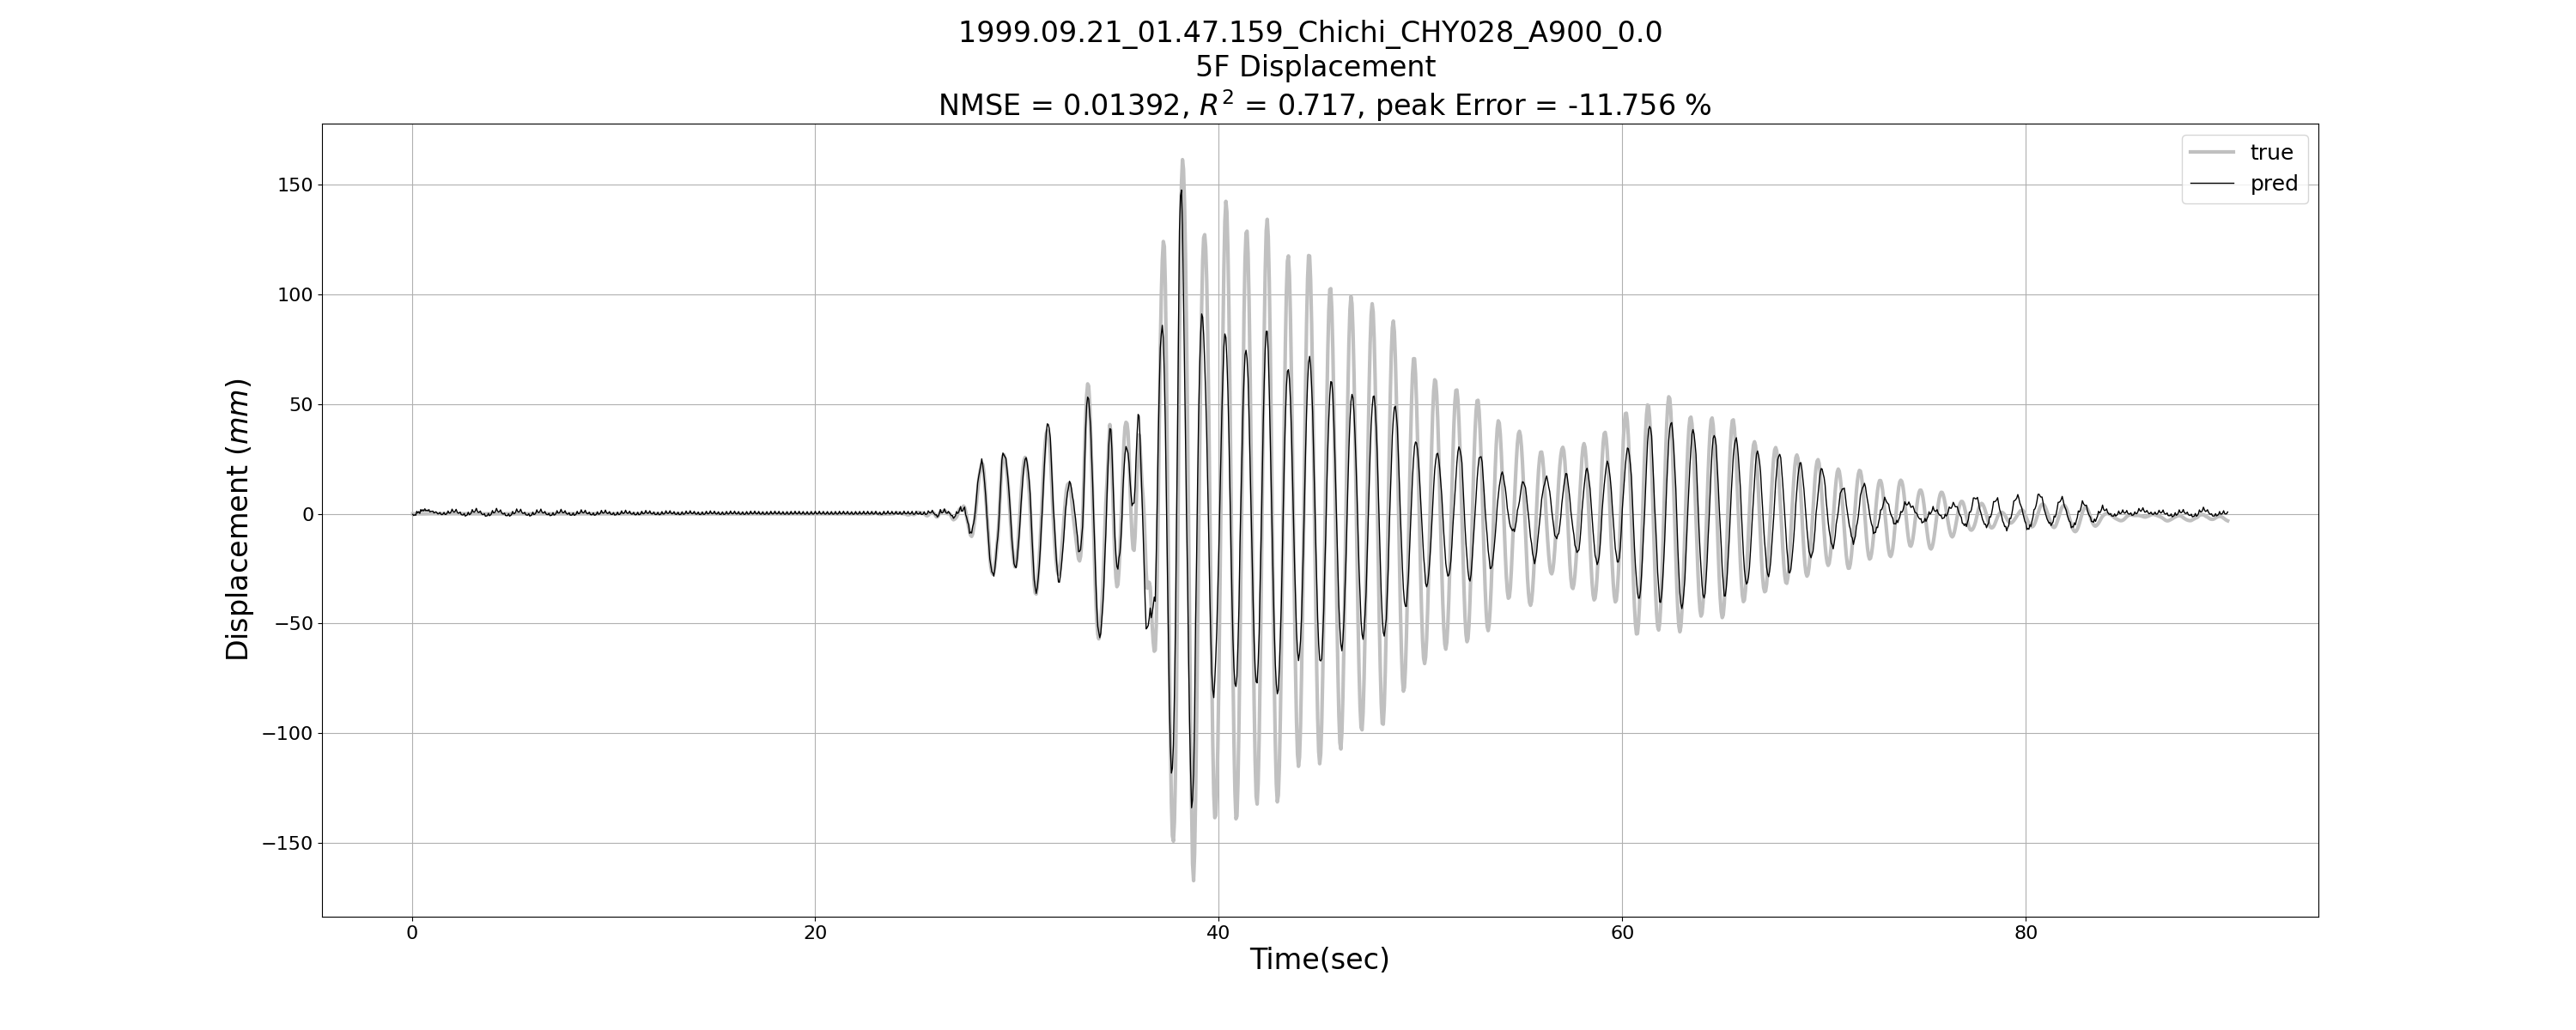 1999.09.21_01.47.159_Chichi_CHY028_A900_0.0
5F Displacement
NMSE = 0.01392, R² = 0.717, peak Error = -11.756 %
true
pred
Displacement (mm)
150
100
50
0
−50
−100
−150
0 20 40 60 80
Time(sec)